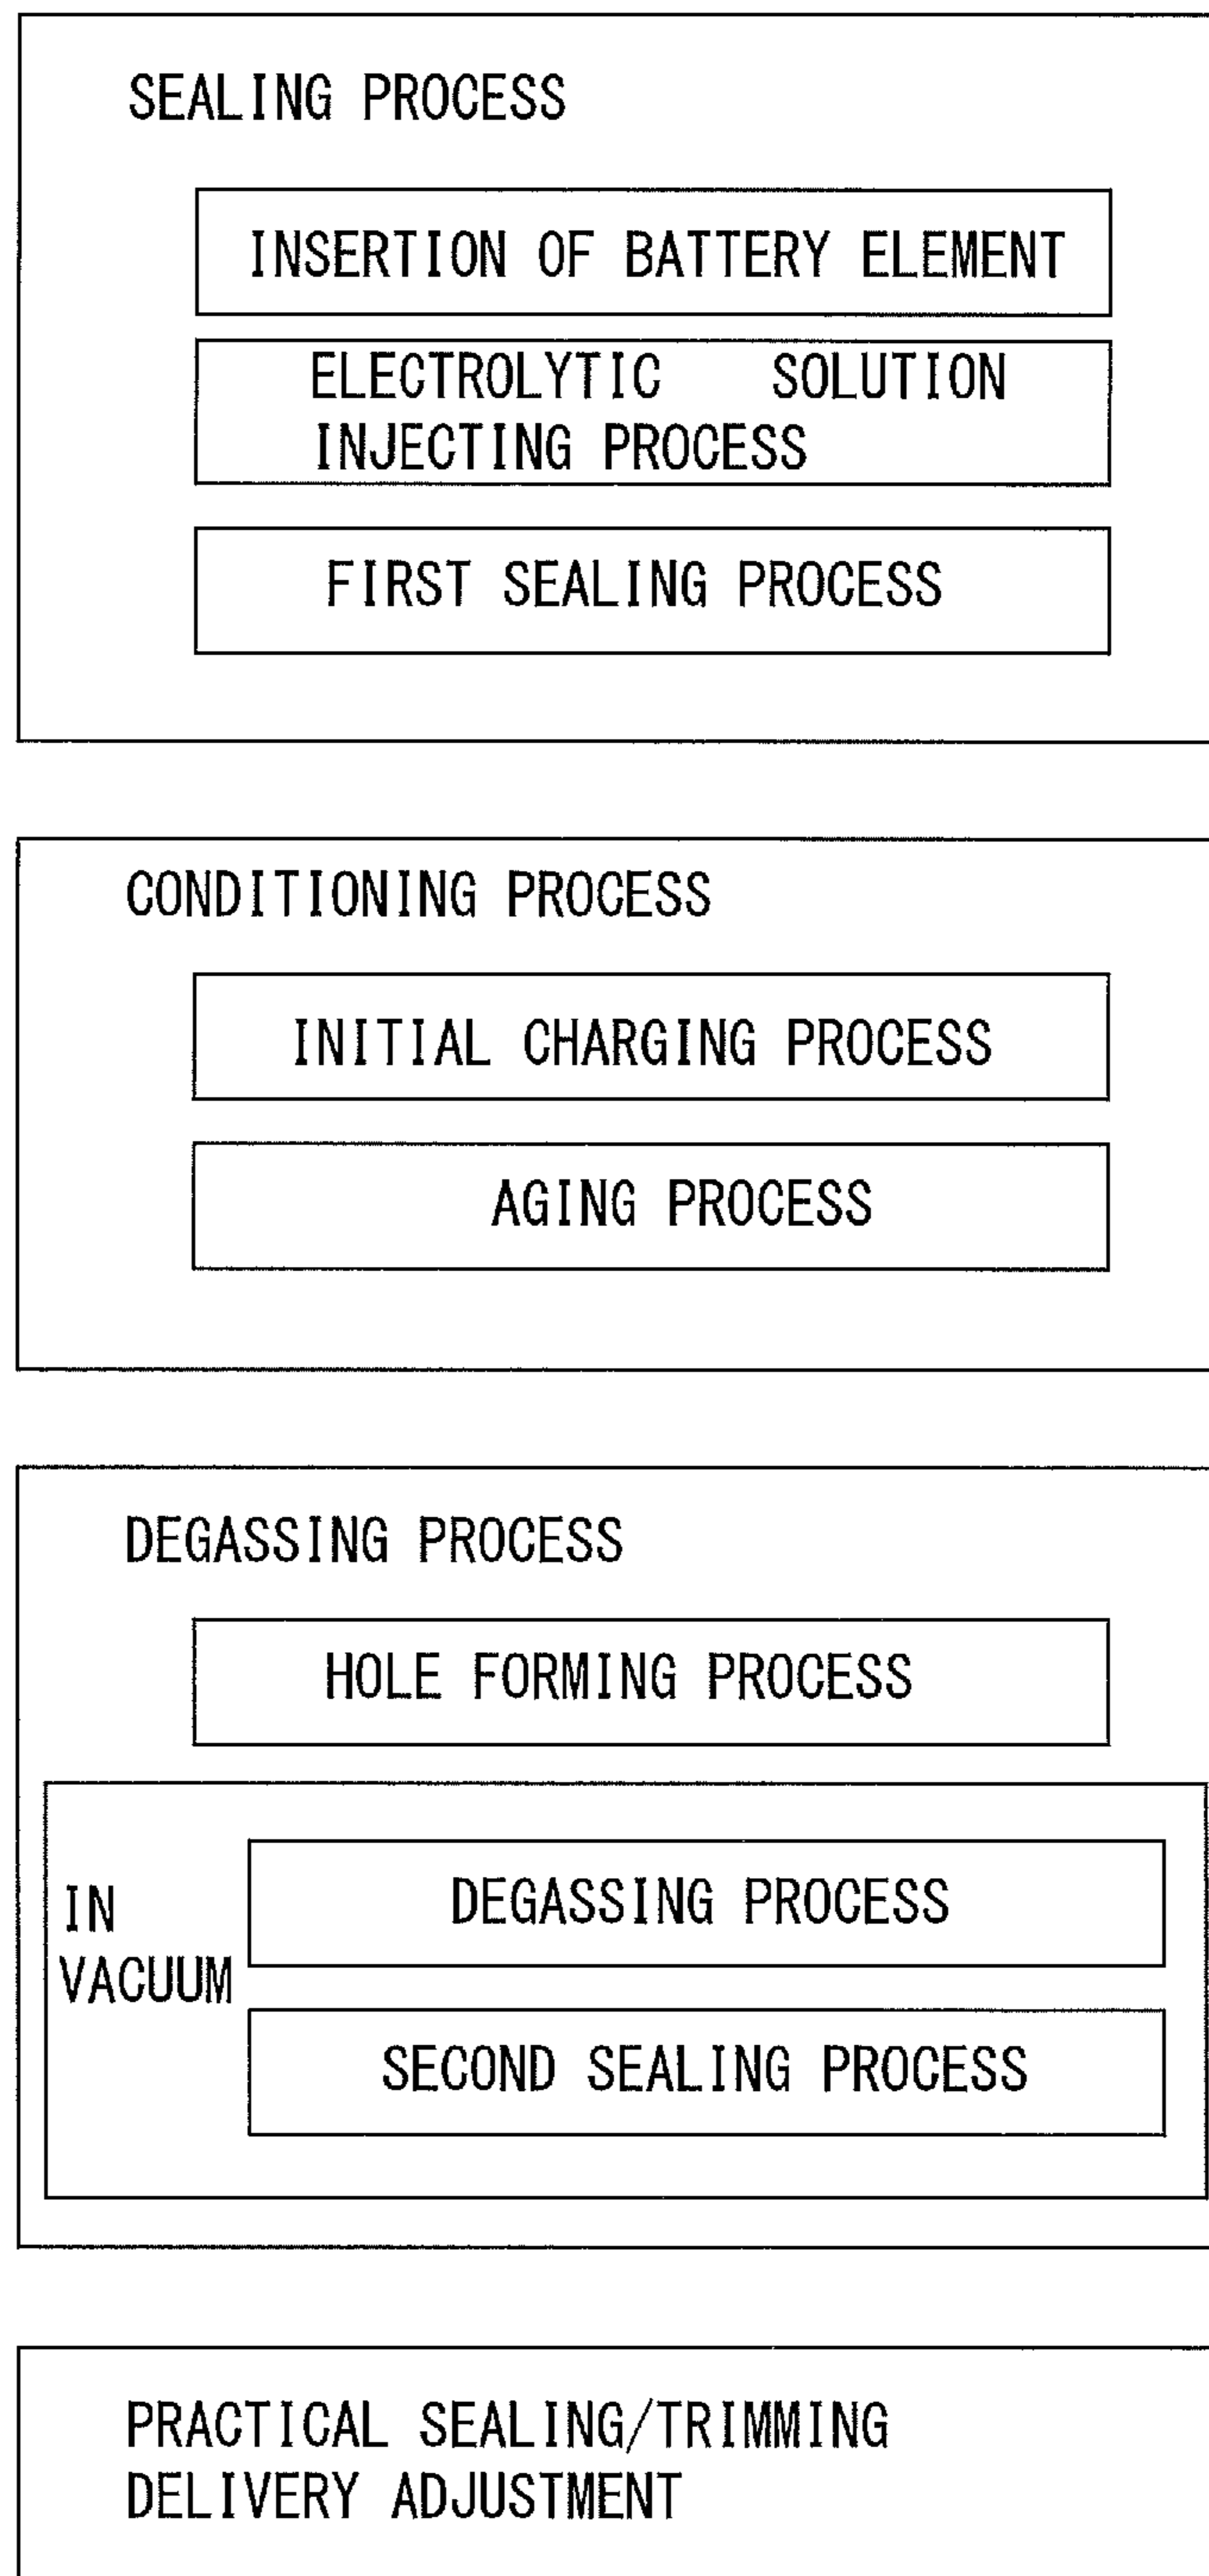 SEALING PROCESS
INSERTION OF BATTERY ELEMENT
ELECTROLYTIC SOLUTION
INJECTING PROCESS
FIRST SEALING PROCESS
CONDITIONING PROCESS
INITIAL CHARGING PROCESS
AGING PROCESS
DEGASSING PROCESS
HOLE FORMING PROCESS
IN
VACUUM
DEGASSING PROCESS
SECOND SEALING PROCESS
PRACTICAL SEALING/TRIMMING
DELIVERY ADJUSTMENT